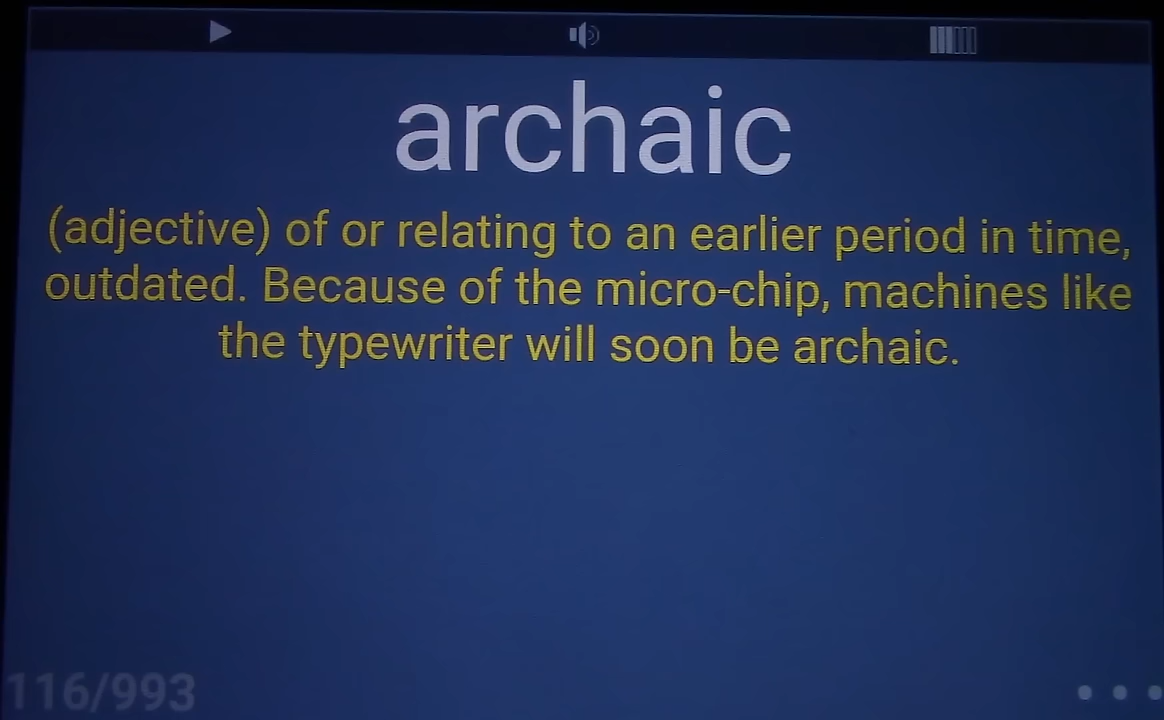 archaic
(adjective) of or relating to an earlier period in time,
outdated. Because of the micro-chip, machines like
the typewriter will soon be archaic.
116/993